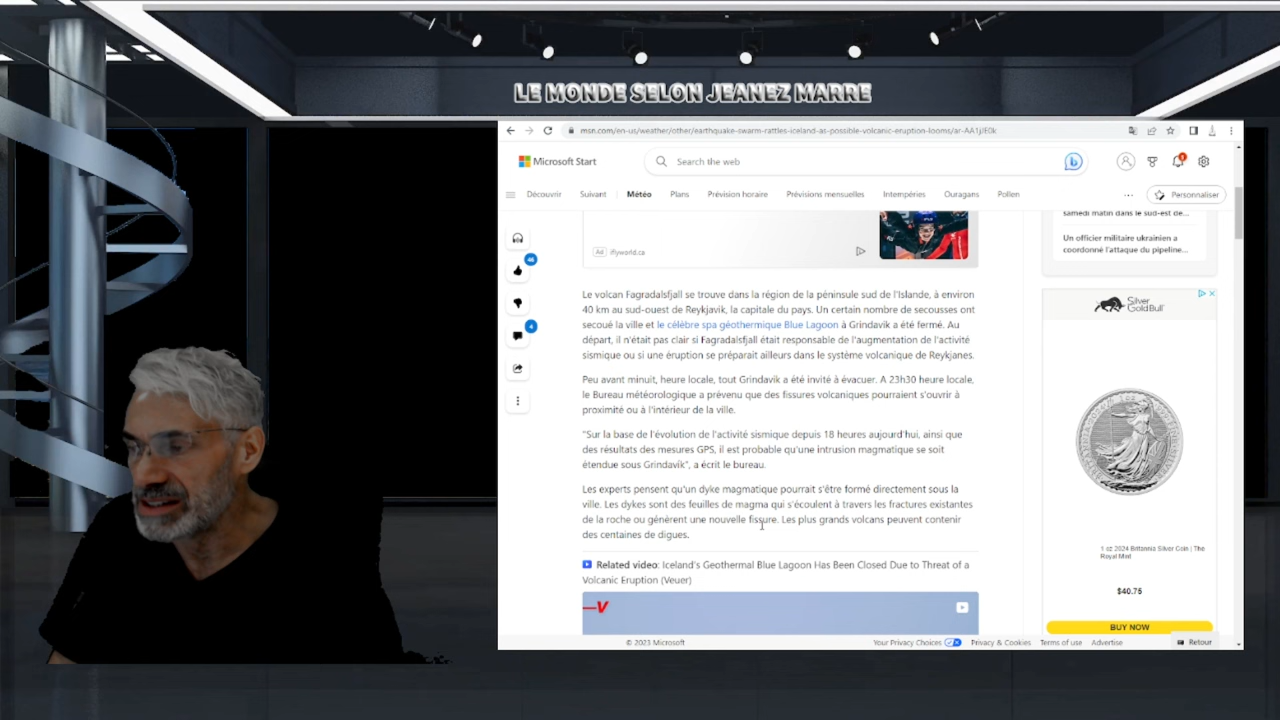 LE MONDE SELON JEANEZ MARRE
msn.com/en-us/weather/other/earthquake-swarm-rattles-iceland-as-possible-volcanic-eruption-looms/ar-AA1jJE0k
Microsoft Start
Search the web
Découvrir Suivant Météo Plans Prévision horaire Prévisions mensuelles Intempéries Ouragans Pollen ... Personnaliser
samedi matin dans le sud-est de...
Un officier militaire ukrainien a
coordonné l'attaque du pipeline...
Ad iflyworld.ca
46
4
Le volcan Fagradalsfjall se trouve dans la région de la péninsule sud de l'Islande, à environ
40 km au sud-ouest de Reykjavik, la capitale du pays. Un certain nombre de secousses ont
secoué la ville et le célèbre spa géothermique Blue Lagoon à Grindavik a été fermé. Au
départ, il n'était pas clair si Fagradalsfjall était responsable de l'augmentation de l'activité
sismique ou si une éruption se préparait ailleurs dans le système volcanique de Reykjanes.
Peu avant minuit, heure locale, tout Grindavik a été invité à évacuer. A 23h30 heure locale,
le Bureau météorologique a prévenu que des fissures volcaniques pourraient s'ouvrir à
proximité ou à l'intérieur de la ville.
"Sur la base de l'évolution de l'activité sismique depuis 18 heures aujourd'hui, ainsi que
des résultats des mesures GPS, il est probable qu'une intrusion magmatique se soit
étendue sous Grindavík", a écrit le bureau.
Les experts pensent qu'un dyke magmatique pourrait s'être formé directement sous la
ville. Les dykes sont des feuilles de magma qui s'écoulent à travers les fractures existantes
de la roche ou génèrent une nouvelle fissure. Les plus grands volcans peuvent contenir
des centaines de digues.
Related video: Iceland's Geothermal Blue Lagoon Has Been Closed Due to Threat of a
Volcanic Eruption (Veuer)
V
Silver
Gold Bull
1 oz 2024 Britannia Silver Coin | The
Royal Mint
$40.75
BUY NOW
© 2023 Microsoft Your Privacy Choices Privacy & Cookies Terms of use Advertise Retour